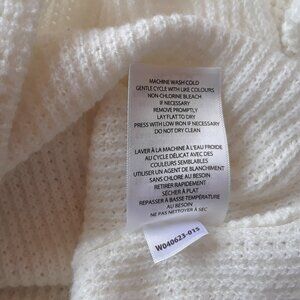 MACHINE WASH COLD
GENTLE CYCLE WITH LIKE COLOURS
NON-CHLORINE BLEACH
IF NECESSARY
REMOVE PROMPTLY
LAY FLAT TO DRY
PRESS WITH LOW IRON IF NECESSARY
DO NOT DRY CLEAN
LAVER À LA MACHINE À L'EAU FROIDE
AU CYCLE DÉLICAT AVEC DES
COULEURS SEMBLABLES
UTILISER UN AGENT DE BLANCHIMENT
SANS CHLORE AU BESOIN
RETIRER RAPIDEMENT
SÉCHER À PLAT
REPASSER À BASSE TEMPÉRATURE
AU BESOIN
NE PAS NETTOYER À SEC
W040623-01S